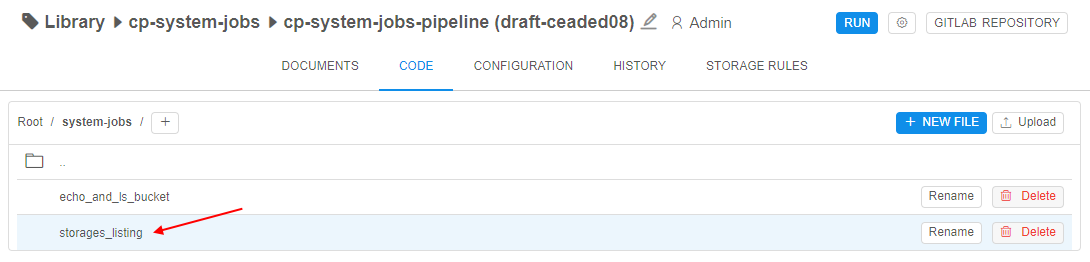 Library cp-system-jobs cp-system-jobs-pipeline (draft-ceaded08) Admin RUN GITLAB REPOSITORY
DOCUMENTS CODE CONFIGURATION HISTORY STORAGE RULES
Root / system-jobs / + + NEW FILE Upload
..
echo_and_ls_bucket Rename Delete
storages_listing Rename Delete